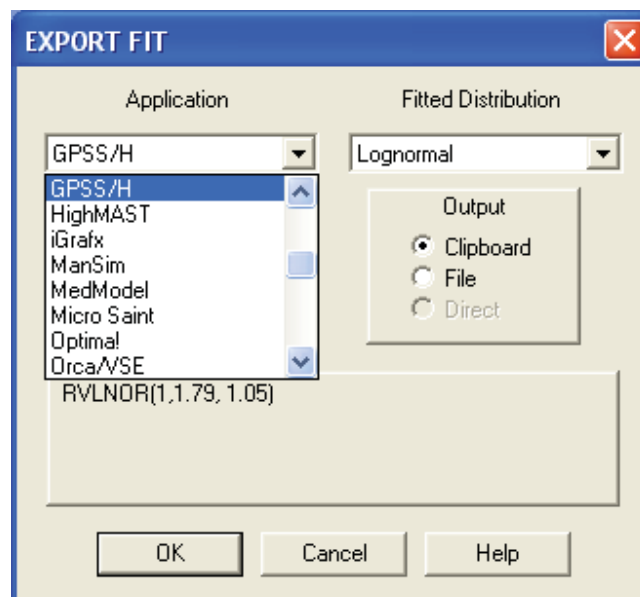 EXPORT FIT
Application
Fitted Distribution
GPSS/H
Lognormal
GPSS/H
HighMAST
iGrafx
ManSim
MedModel
Micro Saint
Optima!
Orca/VSE
Output
Clipboard
File
Direct
RVLNOR(1,1.79, 1.05)
OK
Cancel
Help